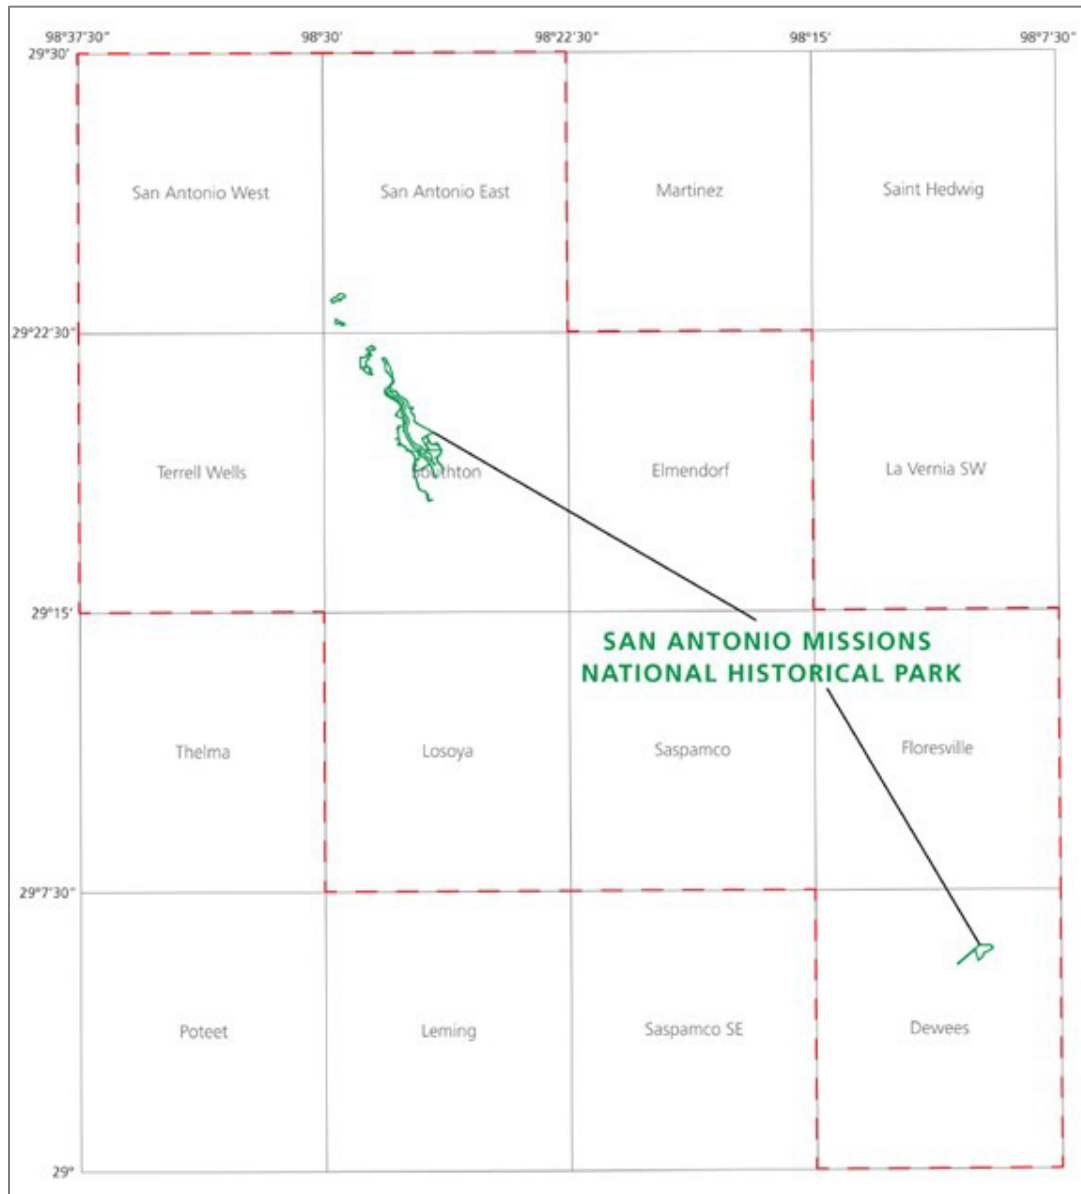 98°37'30"
98°30'
98°22'30"
98°15'
98°7'30"
29°30'
San Antonio West
San Antonio East
Martinez
Saint Hedwig
29°22'30"
Terrell Wells
Southton
Elmendorf
La Vernia SW
29°15'
SAN ANTONIO MISSIONS
NATIONAL HISTORICAL PARK
Thelma
Losoya
Saspamco
Floresville
29°7'30"
Poteet
Leming
Saspamco SE
Dewees
29°